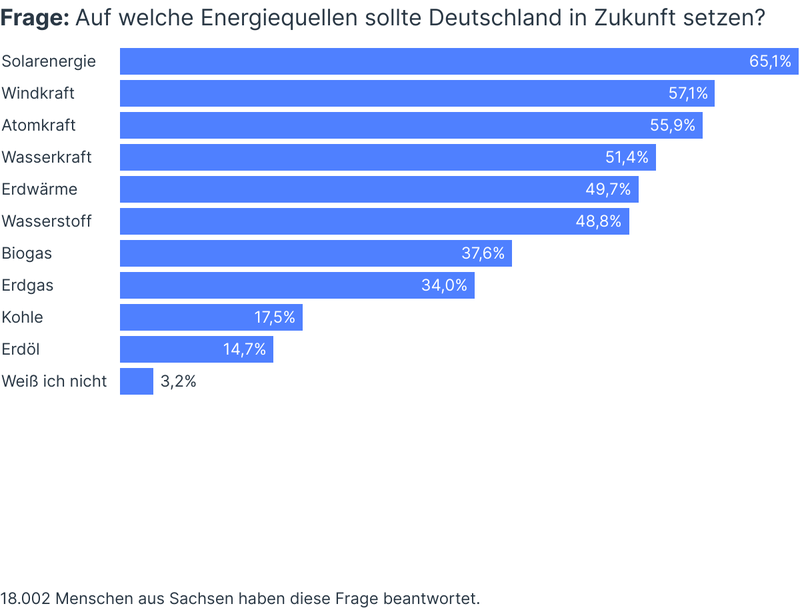 Frage: Auf welche Energiequellen sollte Deutschland in Zukunft setzen?
Solarenergie 65,1%
Windkraft 57,1%
Atomkraft 55,9%
Wasserkraft 51,4%
Erdwärme 49,7%
Wasserstoff 48,8%
Biogas 37,6%
Erdgas 34,0%
Kohle 17,5%
Erdöl 14,7%
Weiß ich nicht 3,2%
18.002 Menschen aus Sachsen haben diese Frage beantwortet.